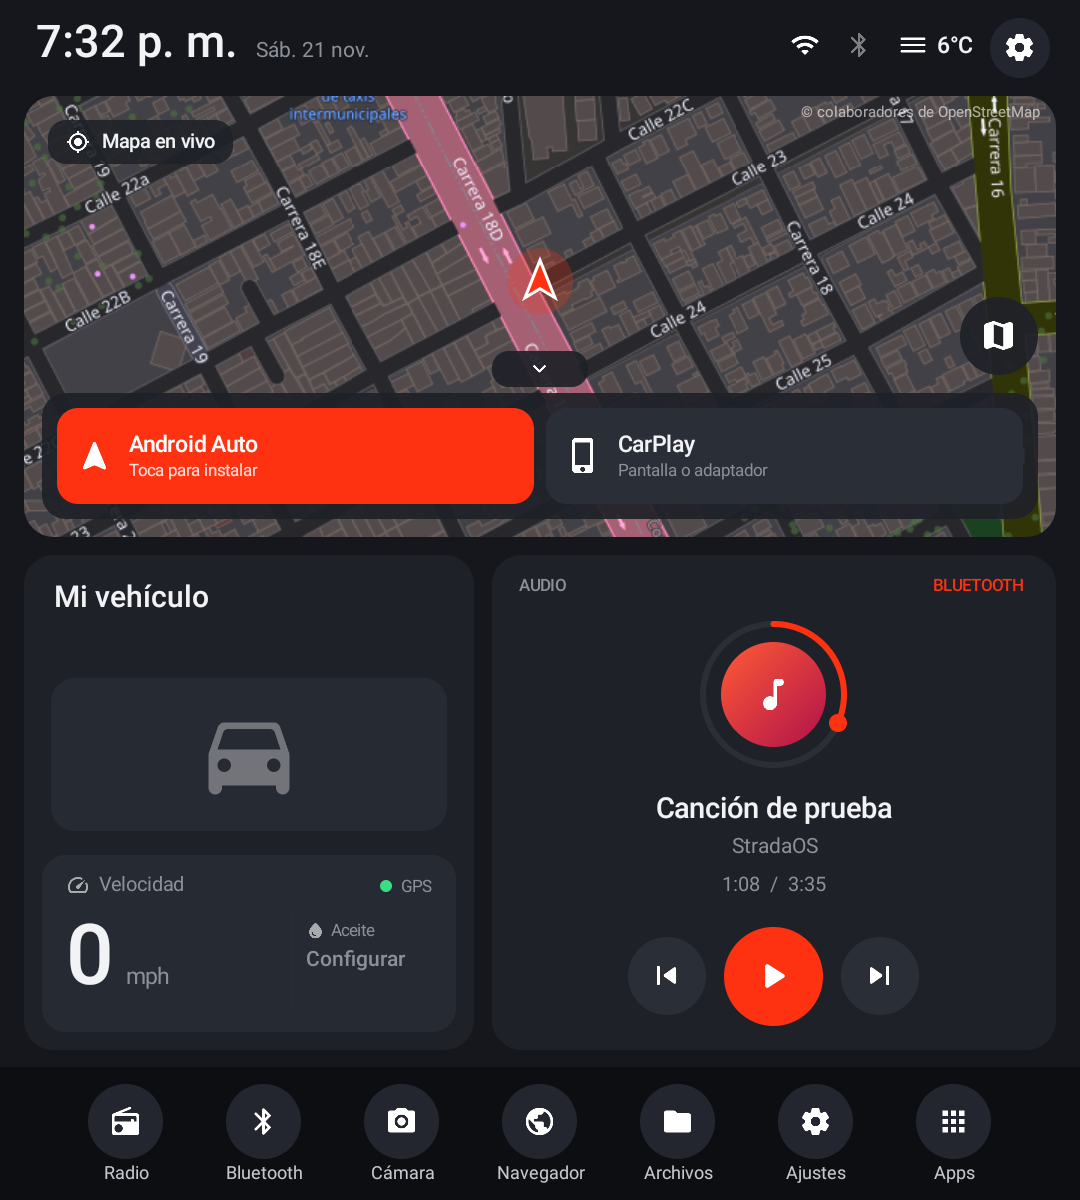 7:32 p. m.
Sáb. 21 nov.
6°C
de taxis
intermunicipales
© colaboradores de OpenStreetMap
Mapa en vivo
Calle 22C
Calle 23
Carrera 16
Calle 22a
Carrera 18E
Carrera 18D
Calle 24
Carrera 18
Calle 22B
Carrera 19
Calle 24
Calle 25
Android Auto
Toca para instalar
CarPlay
Pantalla o adaptador
Mi vehículo
AUDIO
BLUETOOTH
Canción de prueba
StradaOS
1:08 / 3:35
Velocidad
GPS
0 mph
Aceite
Configurar
Radio
Bluetooth
Cámara
Navegador
Archivos
Ajustes
Apps